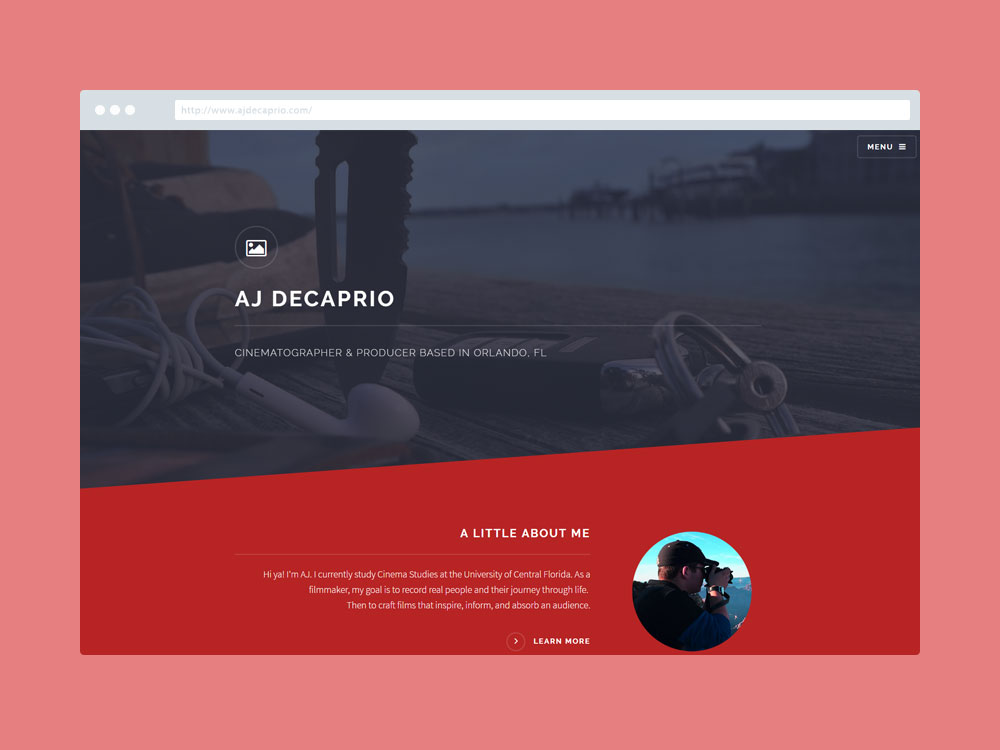 http://www.ajdecaprio.com/
MENU
AJ DECAPRIO
CINEMATOGRAPHER & PRODUCER BASED IN ORLANDO, FL
A LITTLE ABOUT ME
Hi ya! I'm AJ. I currently study Cinema Studies at the University of Central Florida. As a
filmmaker, my goal is to record real people and their journey through life.
Then to craft films that inspire, inform, and absorb an audience.
LEARN MORE